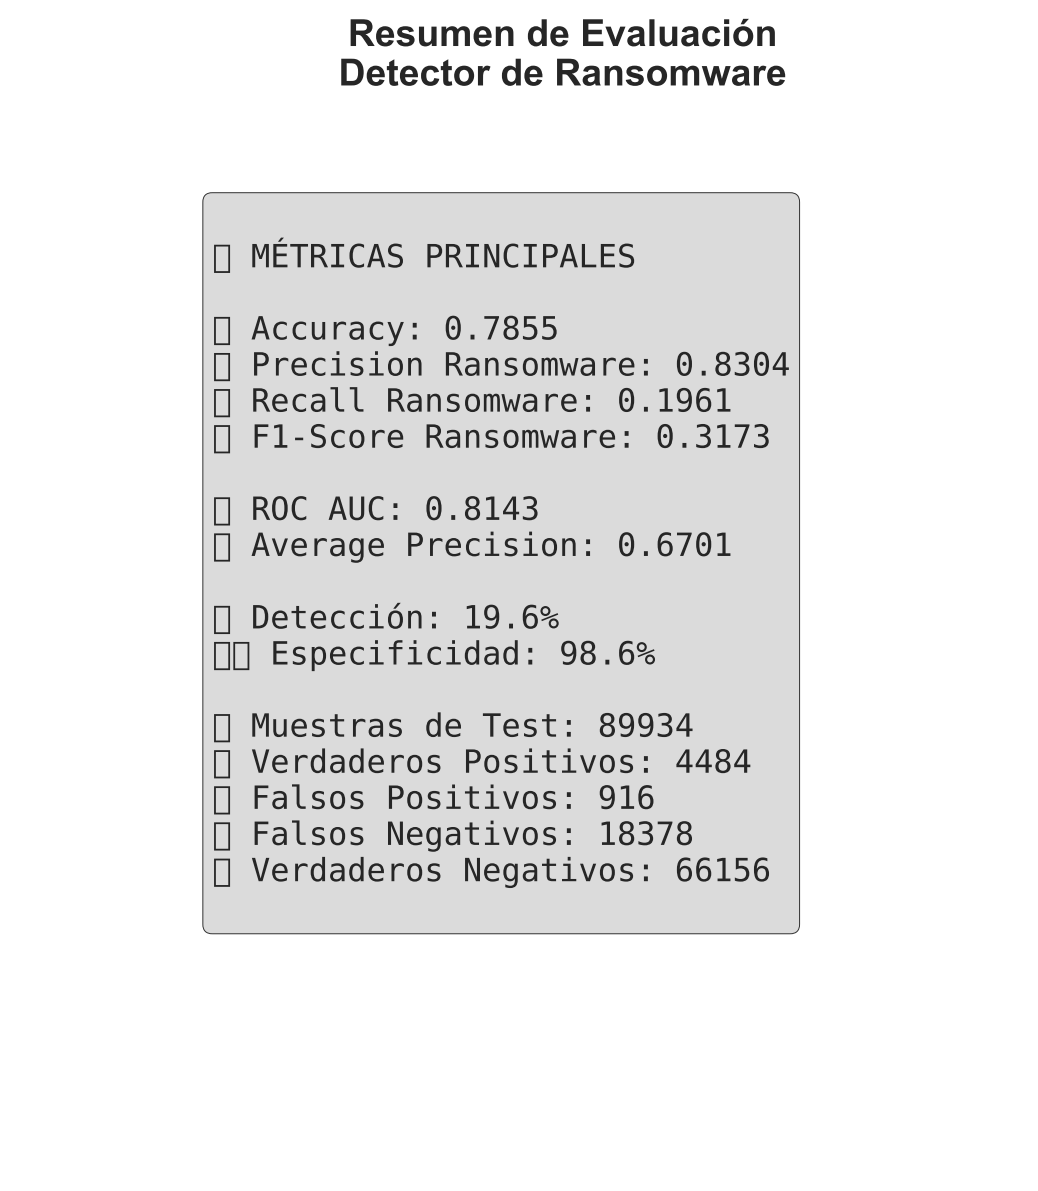 Resumen de Evaluación
Detector de Ransomware
MÉTRICAS PRINCIPALES
Accuracy: 0.7855
Precision Ransomware: 0.8304
Recall Ransomware: 0.1961
F1-Score Ransomware: 0.3173
ROC AUC: 0.8143
Average Precision: 0.6701
Detección: 19.6%
Especificidad: 98.6%
Muestras de Test: 89934
Verdaderos Positivos: 4484
Falsos Positivos: 916
Falsos Negativos: 18378
Verdaderos Negativos: 66156